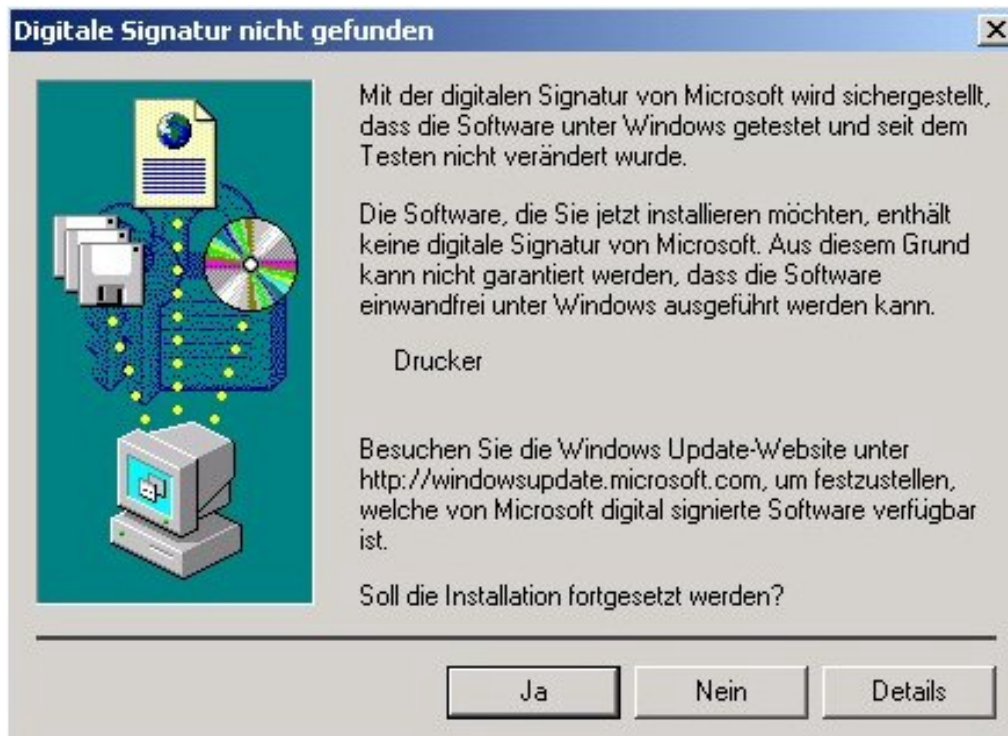 Digitale Signatur nicht gefunden
Mit der digitalen Signatur von Microsoft wird sichergestellt,
dass die Software unter Windows getestet und seit dem
Testen nicht verändert wurde.
Die Software, die Sie jetzt installieren möchten, enthält
keine digitale Signatur von Microsoft. Aus diesem Grund
kann nicht garantiert werden, dass die Software
einwandfrei unter Windows ausgeführt werden kann.
Drucker
Besuchen Sie die Windows Update-Website unter
http://windowsupdate.microsoft.com, um festzustellen,
welche von Microsoft digital signierte Software verfügbar
ist.
Soll die Installation fortgesetzt werden?
Ja Nein Details